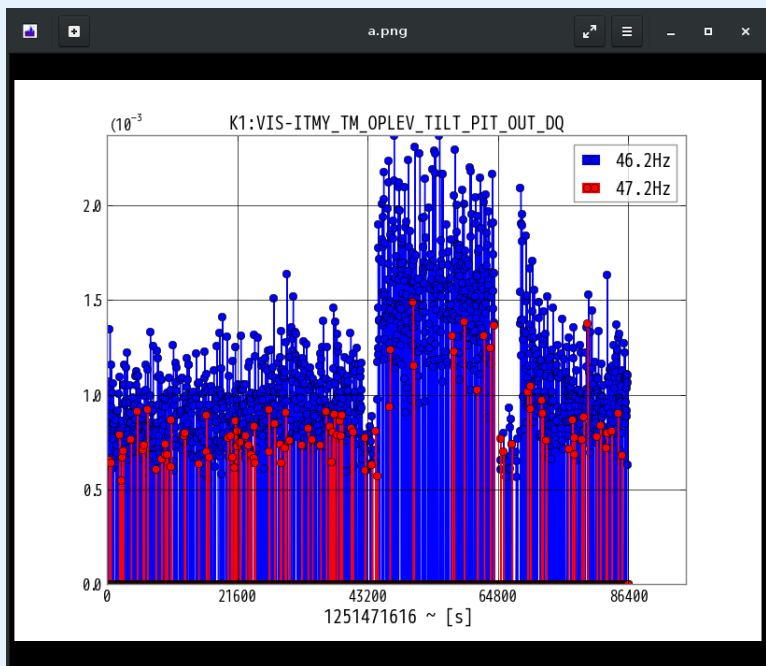 a.png
(10⁻³
K1:VIS-ITMY_TM_OPLEV_TILT_PIT_OUT_DQ
46.2Hz
47.2Hz
2.0
1.5
1.0
0.5
0.0
0 21600 43200 64800 86400
1251471616 ~ [s]